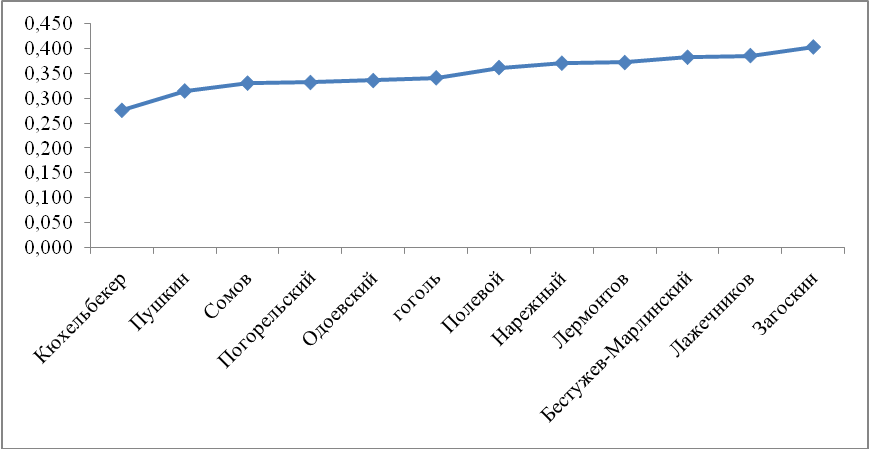 0,450
0,400
0,350
0,300
0,250
0,200
0,150
0,100
0,050
0,000
Кюхельбекер
Пушкин
Сомов
Погорельский
Одоевский
гоголь
Полевой
Нарежный
Лермонтов
Бестужев-Марлинский
Лажечников
Загоскин